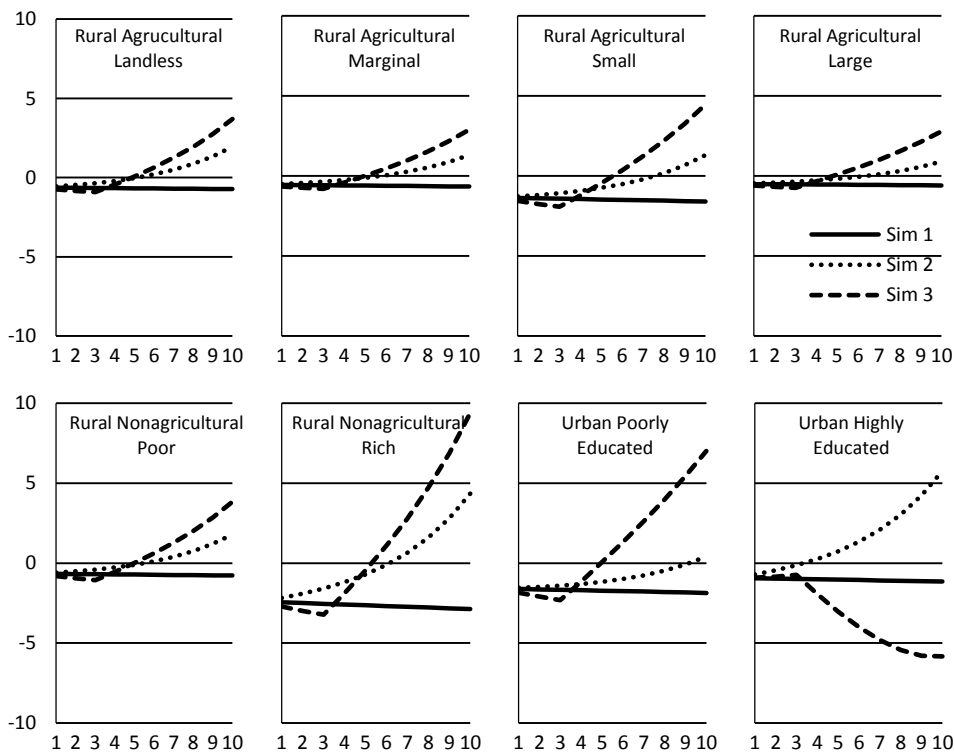 10
5
0
-5
-10
Rural Agrucultural
Landless
Rural Agricultural
Marginal
Rural Agricultural
Small
Rural Agricultural
Large
Sim 1
Sim 2
Sim 3
1 2 3 4 5 6 7 8 9 10
1 2 3 4 5 6 7 8 9 10
1 2 3 4 5 6 7 8 9 10
1 2 3 4 5 6 7 8 9 10
10
5
0
-5
-10
Rural Nonagricultural
Poor
Rural Nonagricultural
Rich
Urban Poorly
Educated
Urban Highly
Educated
1 2 3 4 5 6 7 8 9 10
1 2 3 4 5 6 7 8 9 10
1 2 3 4 5 6 7 8 9 10
1 2 3 4 5 6 7 8 9 10